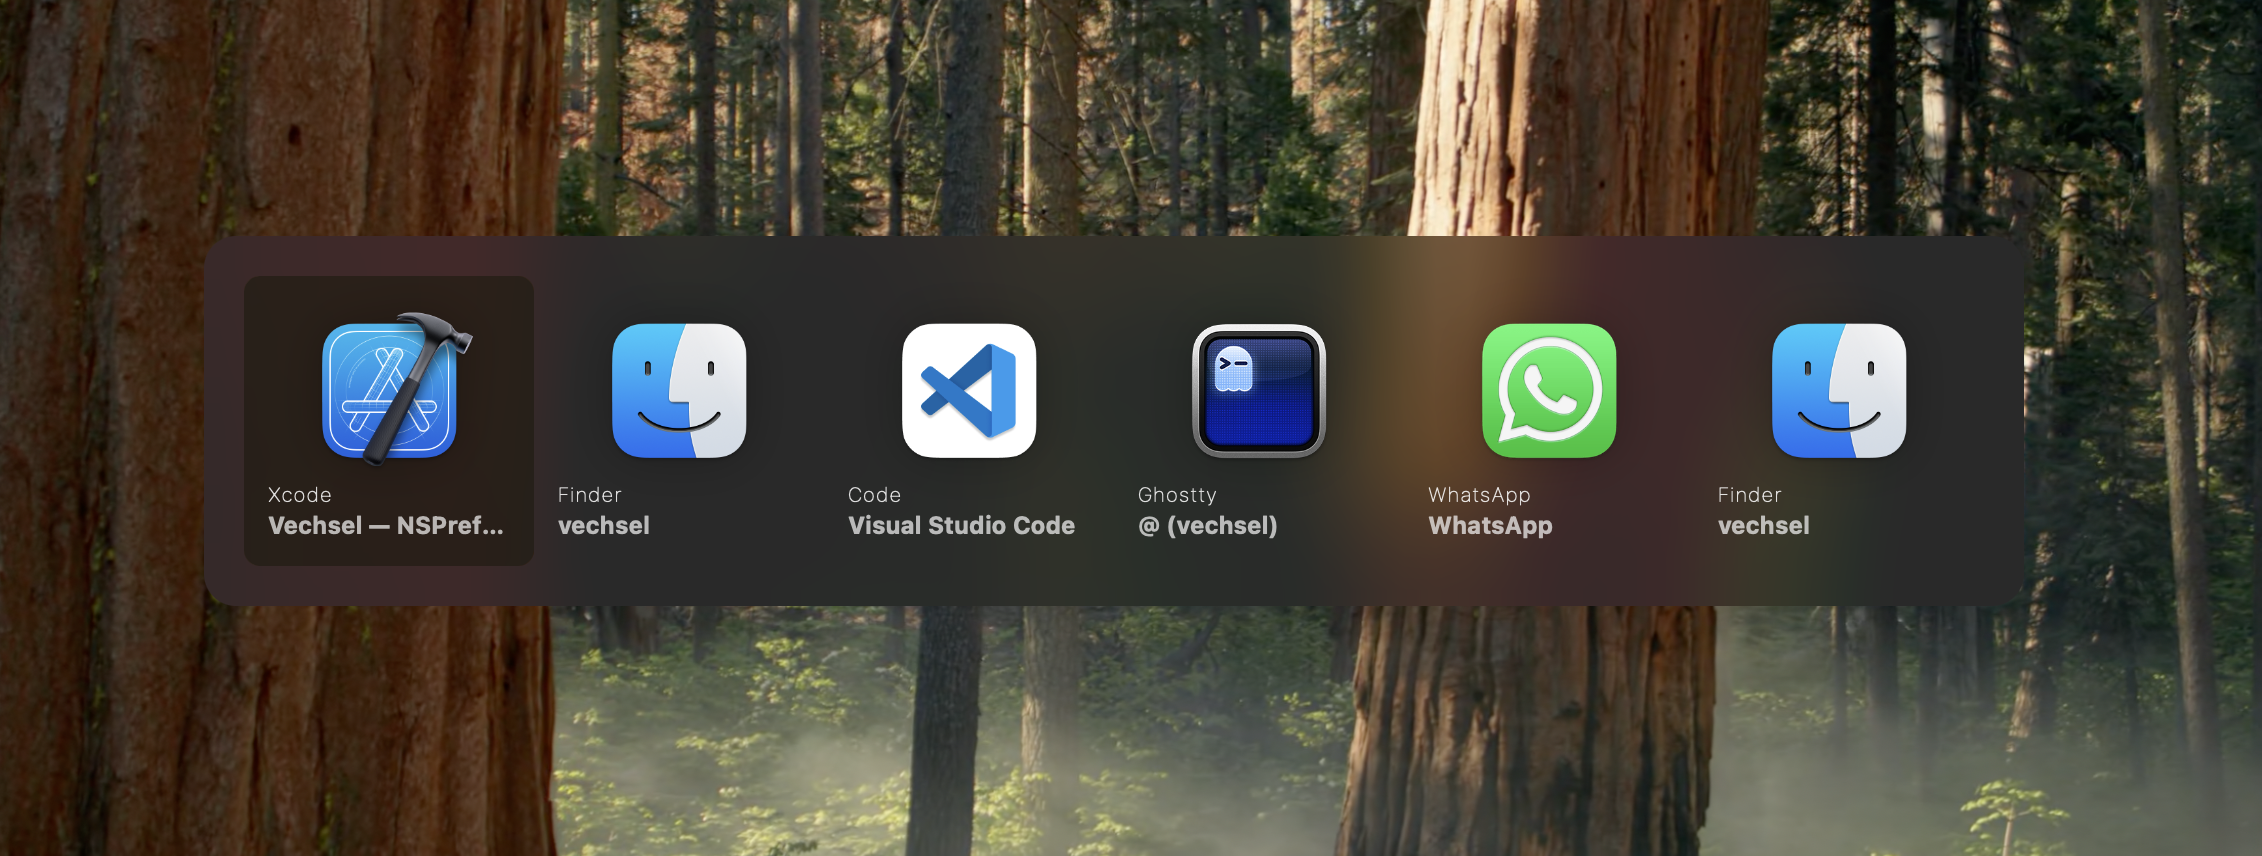 Xcode
Vechsel — NSPref...
Finder
vechsel
Code
Visual Studio Code
Ghostty
@ (vechsel)
WhatsApp
WhatsApp
Finder
vechsel